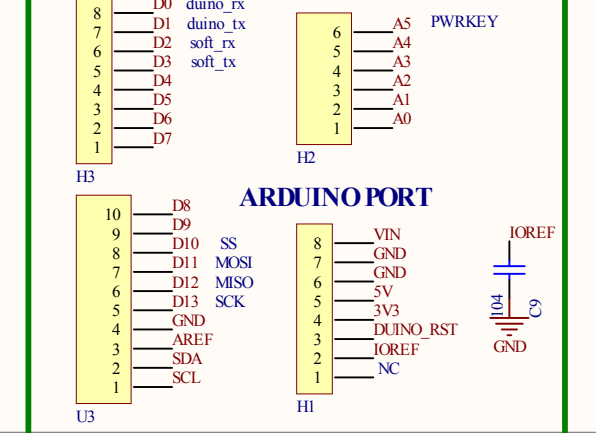 8 D0 duino_rx
7 D1 duino_tx
6 D2 soft_rx
5 D3 soft_tx
4 D4
3 D5
2 D6
1 D7
H3
6 A5 PWRKEY
5 A4
4 A3
3 A2
2 A1
1 A0
H2
ARDUINO PORT
10 D8
9 D9
8 D10 SS
7 D11 MOSI
6 D12 MISO
5 D13 SCK
4 GND
3 AREF
2 SDA
1 SCL
U3
8 VIN
7 GND
6 GND
5 5V
4 3V3
3 DUINO_RST
2 IOREF
1 NC
H1
IOREF
104
C9
GND